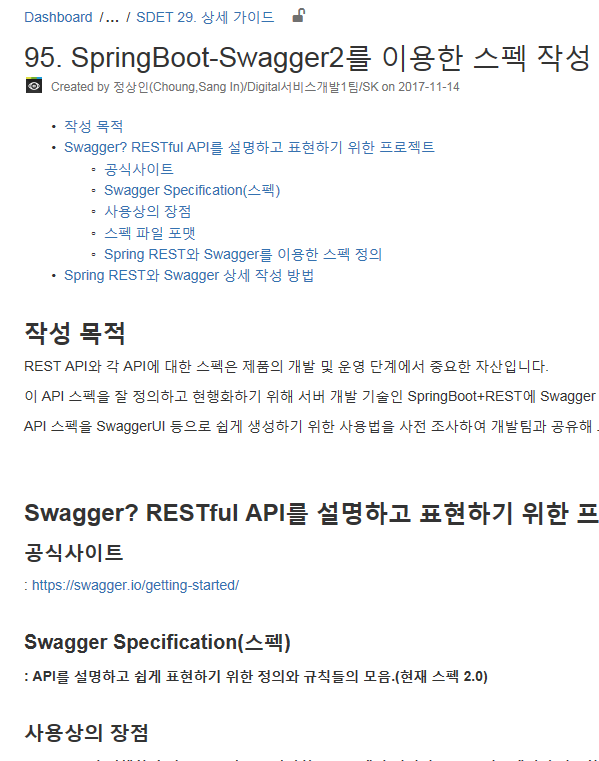 Dashboard /... / SDET 29. 상세 가이드
95. SpringBoot-Swagger2를 이용한 스펙 작성
Created by 정상인(Choung,Sang In)/Digital서비스개발1팀/SK on 2017-11-14
• 작성 목적
• Swagger? RESTful API를 설명하고 표현하기 위한 프로젝트
▫ 공식사이트
▫ Swagger Specification(스펙)
▫ 사용상의 장점
▫ 스펙 파일 포맷
▫ Spring REST와 Swagger를 이용한 스펙 정의
• Spring REST와 Swagger 상세 작성 방법
작성 목적
REST API와 각 API에 대한 스펙은 제품의 개발 및 운영 단계에서 중요한 자산입니다.
이 API 스펙을 잘 정의하고 현행화하기 위해 서버 개발 기술인 SpringBoot+REST에 Swagger
API 스펙을 SwaggerUI 등으로 쉽게 생성하기 위한 사용법을 사전 조사하여 개발팀과 공유해
Swagger? RESTful API를 설명하고 표현하기 위한 프
공식사이트
: https://swagger.io/getting-started/
Swagger Specification(스펙)
: API를 설명하고 쉽게 표현하기 위한 정의와 규칙들의 모음.(현재 스펙 2.0)
사용상의 장점